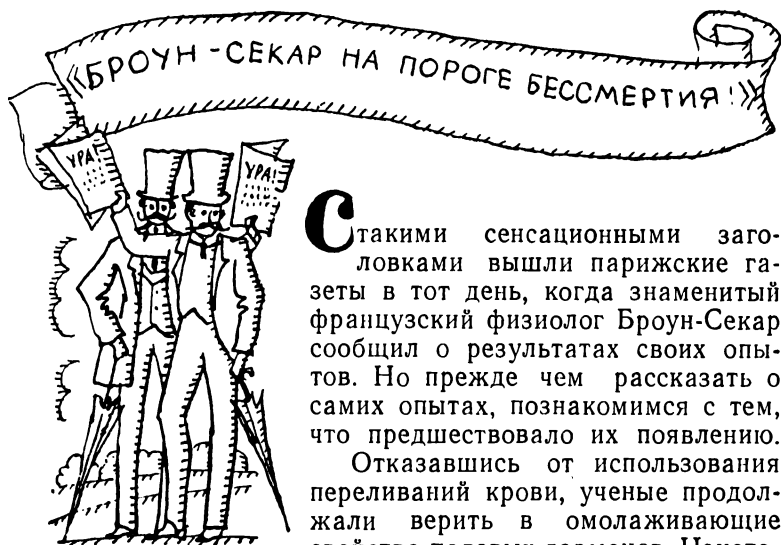 «БРОУН-СЕКАР НА ПОРОГЕ БЕССМЕРТИЯ!»
УРА!
УРА!
С такими сенсационными заго-
ловками вышли парижские га-
зеты в тот день, когда знаменитый
французский физиолог Броун-Секар
сообщил о результатах своих опы-
тов. Но прежде чем рассказать о
самих опытах, познакомимся с тем,
что предшествовало их появлению.
Отказавшись от использования
переливаний крови, ученые продол-
жали верить в омолаживающие